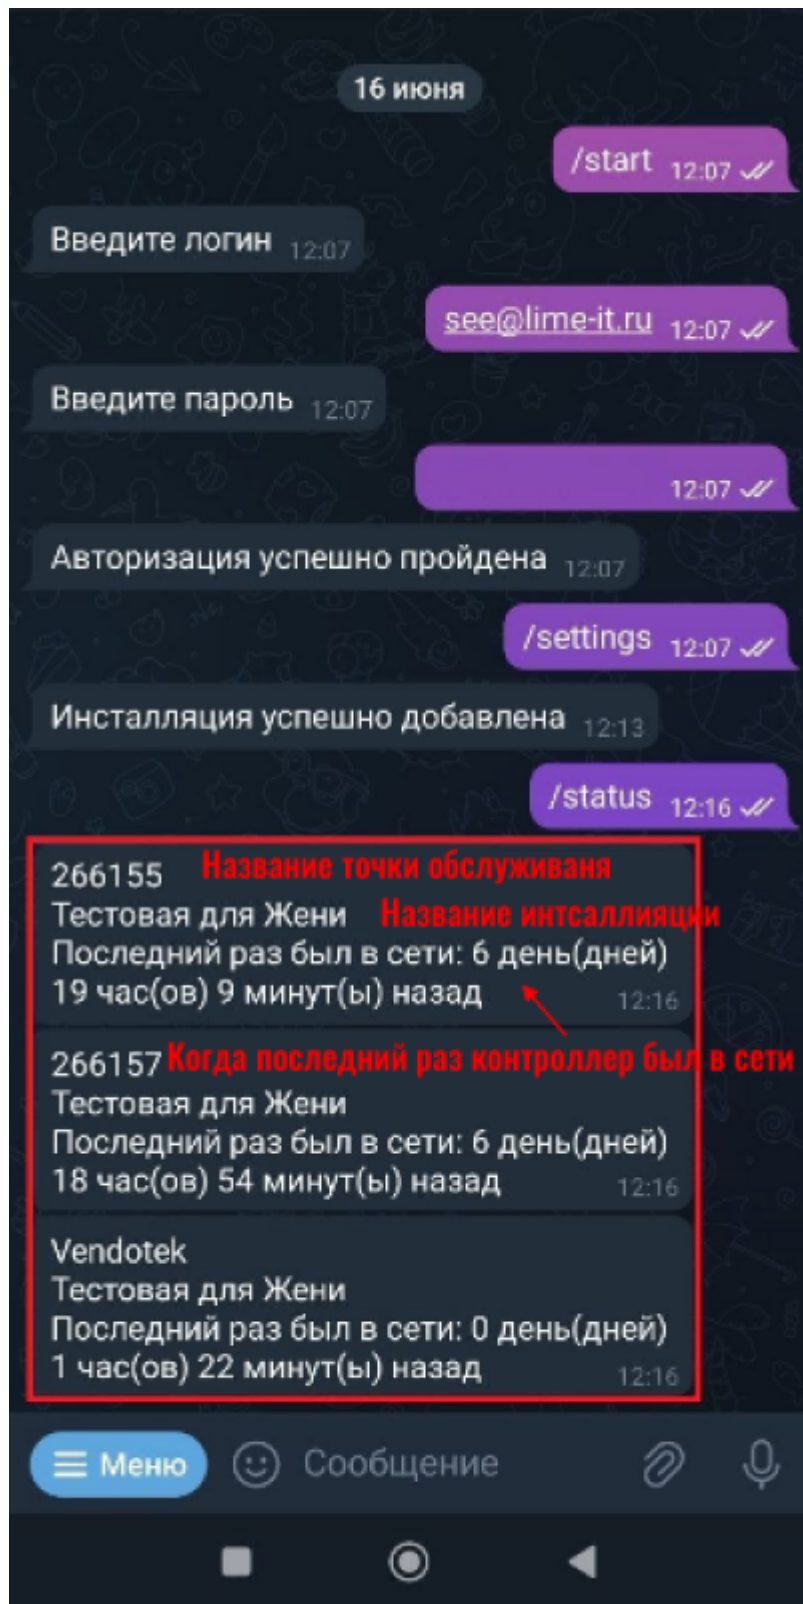 16 июня
/start 12:07
Введите логин 12:07
see@lime-it.ru 12:07
Введите пароль 12:07
12:07
Авторизация успешно пройдена 12:07
/settings 12:07
Инсталляция успешно добавлена 12:13
/status 12:16
266155 Название точки обслуживаня
Тестовая для Жени Название интсаллияции
Последний раз был в сети: 6 день(дней)
19 час(ов) 9 минут(ы) назад 12:16
266157 Когда последний раз контроллер был в сети
Тестовая для Жени
Последний раз был в сети: 6 день(дней)
18 час(ов) 54 минут(ы) назад 12:16
Vendotek
Тестовая для Жени
Последний раз был в сети: 0 день(дней)
1 час(ов) 22 минут(ы) назад 12:16
Меню Сообщение